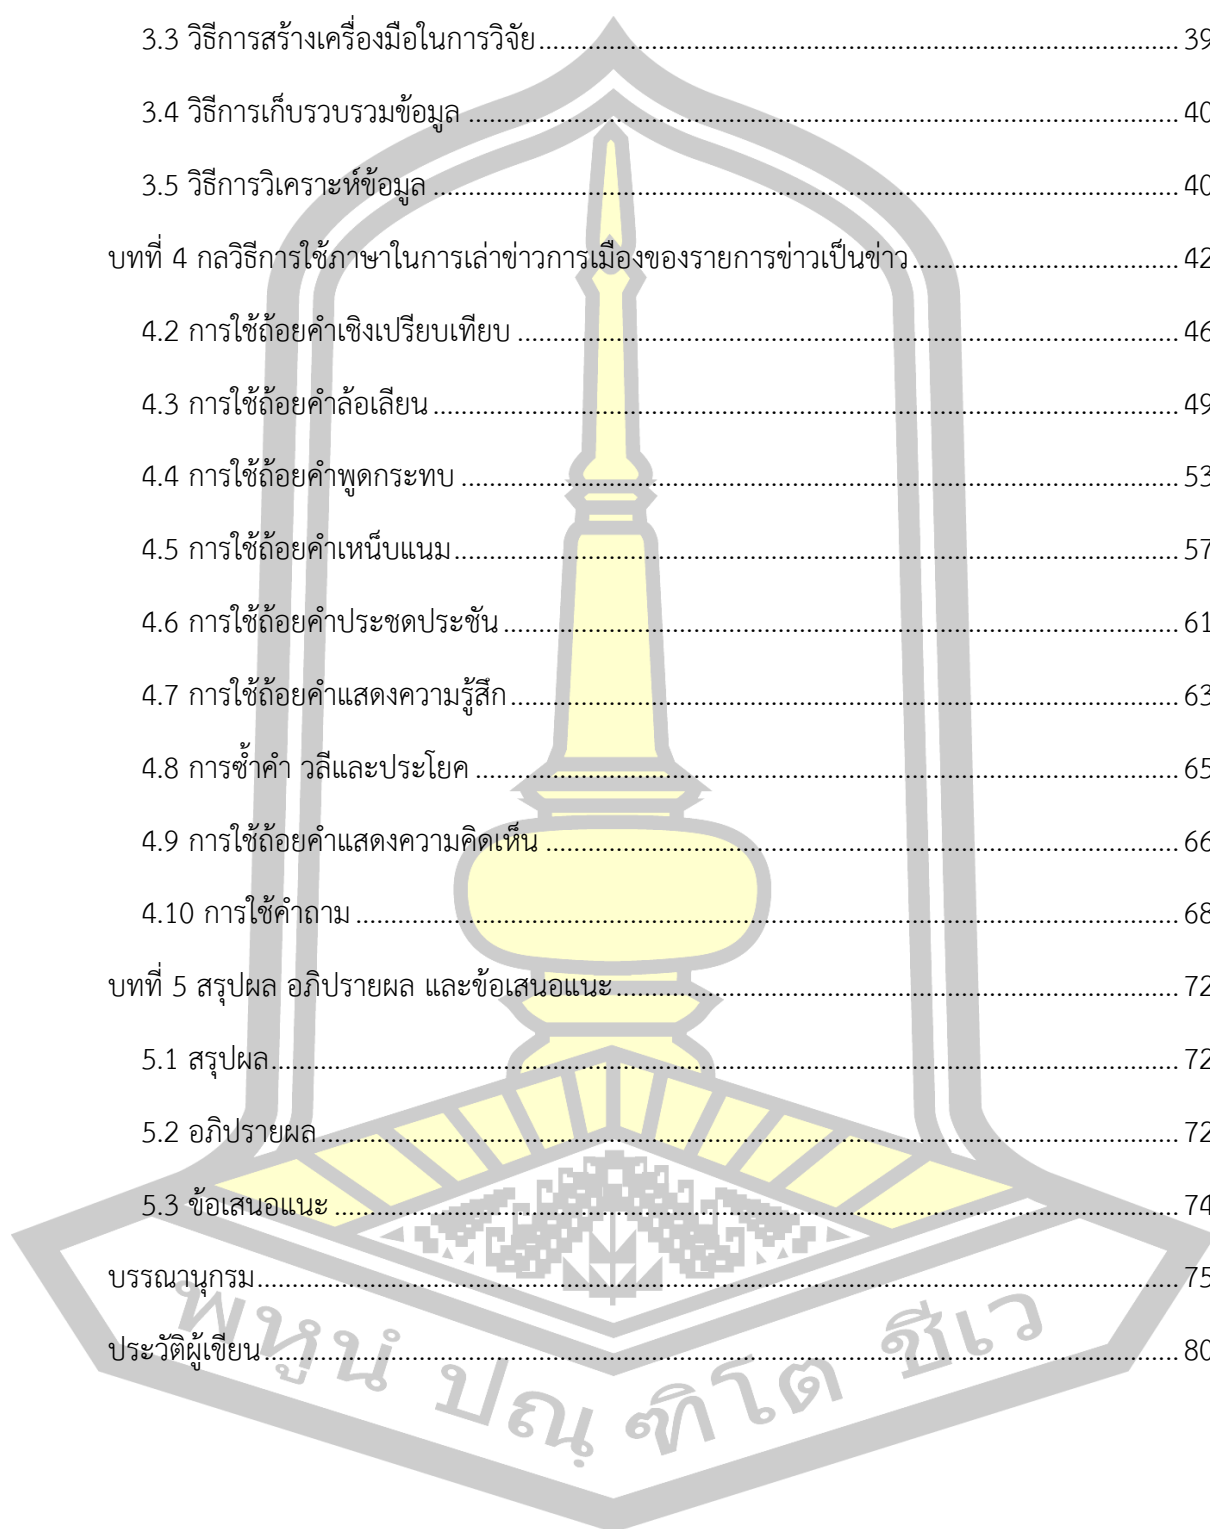 3.3 วิธีการสร้างเครื่องมือในการวิจัย.......... 39
3.4 วิธีการเก็บรวบรวมข้อมูล .......... 40
3.5 วิธีการวิเคราะห์ข้อมูล .......... 40
บทที่ 4 กลวิธีการใช้ภาษาในการเล่าข่าวการเมืองของรายการข่าวเป็นข่าว.......... 42
4.2 การใช้ถ้อยคำเชิงเปรียบเทียบ .......... 46
4.3 การใช้ถ้อยคำล้อเลียน .......... 49
4.4 การใช้ถ้อยคำพูดกระทบ .......... 53
4.5 การใช้ถ้อยคำเหน็บแนม.......... 57
4.6 การใช้ถ้อยคำประชดประชัน .......... 61
4.7 การใช้ถ้อยคำแสดงความรู้สึก.......... 63
4.8 การซ้ำคำ วลีและประโยค .......... 65
4.9 การใช้ถ้อยคำแสดงความคิดเห็น .......... 66
4.10 การใช้คำถาม .......... 68
บทที่ 5 สรุปผล อภิปรายผล และข้อเสนอแนะ.......... 72
5.1 สรุปผล.......... 72
5.2 อภิปรายผล.......... 72
5.3 ข้อเสนอแนะ .......... 74
บรรณานุกรม.......... 75
ประวัติผู้เขียน.......... 80
พหูนํ ปณฺฑิโต ชีเว